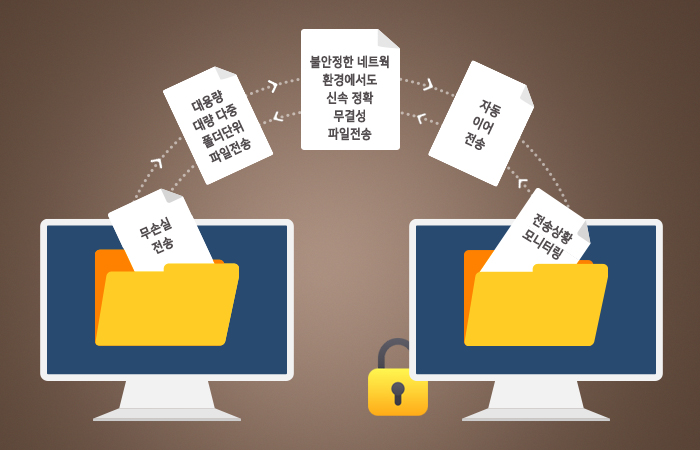 무손실
전송
대용량
대량 다중
폴더단위
파일전송
불안정한 네트웍
환경에서도
신속 정확
무결성
파일전송
자동
이어
전송
전송상황
모니터링